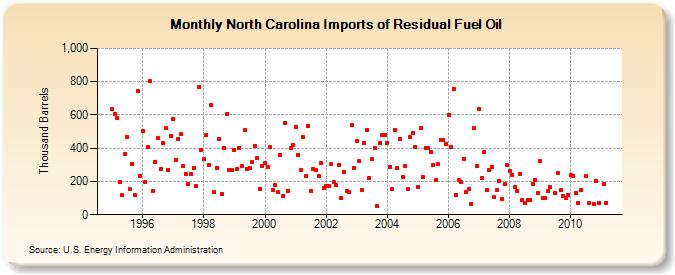 Monthly North Carolina Imports of Residual Fuel Oil
Thousand Barrels
1,000
800
600
400
200
0
1996 1998 2000 2002 2004 2006 2008 2010
Source: U.S. Energy Information Administration